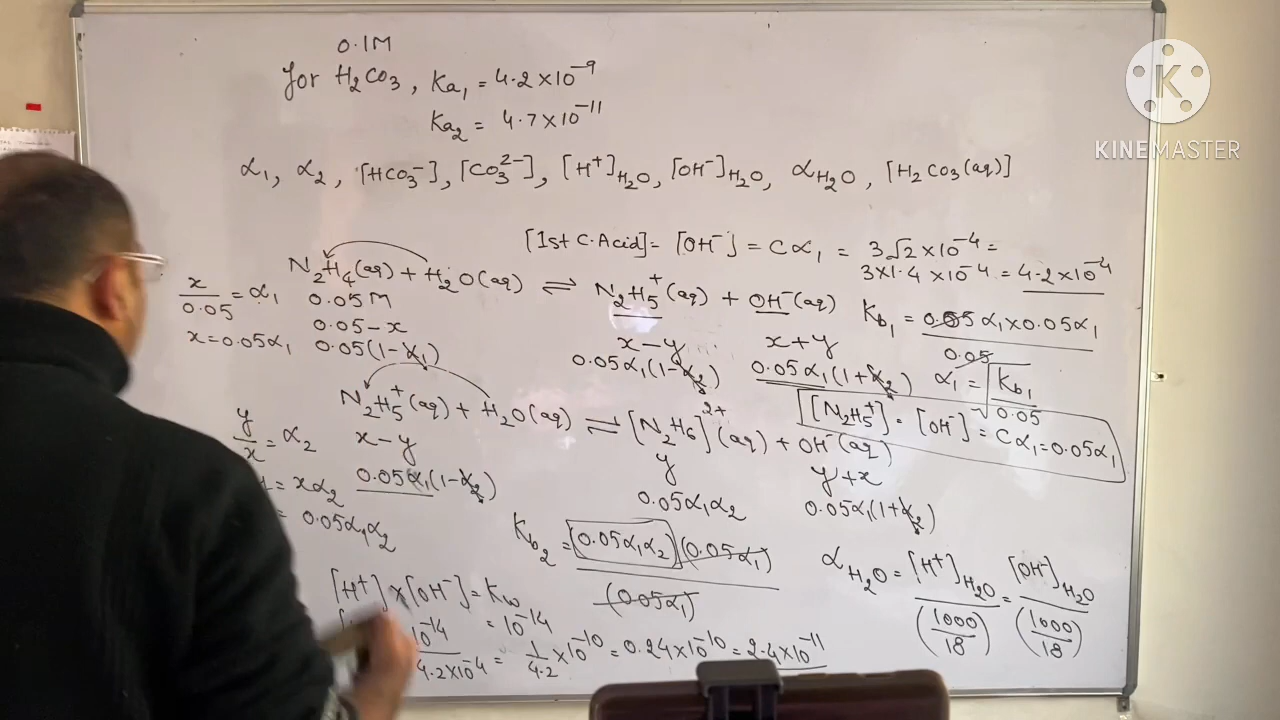 0.1M
for H₂CO₃, Ka₁ = 4.2×10⁻⁹
Ka₂ = 4.7×10⁻¹¹
α₁, α₂, [HCO₃⁻], [CO₃²⁻], [H⁺]H₂O, [OH⁻]H₂O, αH₂O, [H₂CO₃(aq)]
[Ist C.Acid] = [OH⁻] = Cα₁ = 3√2×10⁻⁴ =
3×1.4×10⁻⁴ = 4.2×10⁻⁴
N₂H₄(aq) + H₂O(aq) ⇌ N₂H₅⁺(aq) + OH⁻(aq)
x/0.05 = α₁
0.05M
Kb₁ = 0.05α₁×0.05α₁/0.05
0.05-x
x-y
x+y
x = 0.05α₁
0.05(1-α₁)
0.05α₁(1-α₂)
0.05α₁(1+α₂)
α₁ = √Kb₁/0.05
N₂H₅⁺(aq) + H₂O(aq) ⇌ [N₂H₆]²⁺(aq) + OH⁻(aq)
[N₂H₅⁺] = [OH⁻] = Cα₁ = 0.05α₁
y/x = α₂
x-y
y
y+x
= xα₂
0.05α₁(1-α₂)
0.05α₁α₂
0.05α₁(1+α₂)
0.05α₁α₂
Kb₂ = (0.05α₁α₂)(0.05α₁)/(0.05α₁)
αH₂O = [H⁺]H₂O/(1000/18) = [OH⁻]H₂O/(1000/18)
[H⁺]×[OH⁻] = Kw
= 10⁻¹⁴
10⁻¹⁴/4.2×10⁻⁴ = 1/4.2×10⁻¹⁰ = 0.24×10⁻¹⁰ = 2.4×10⁻¹¹
K
KINEMASTER